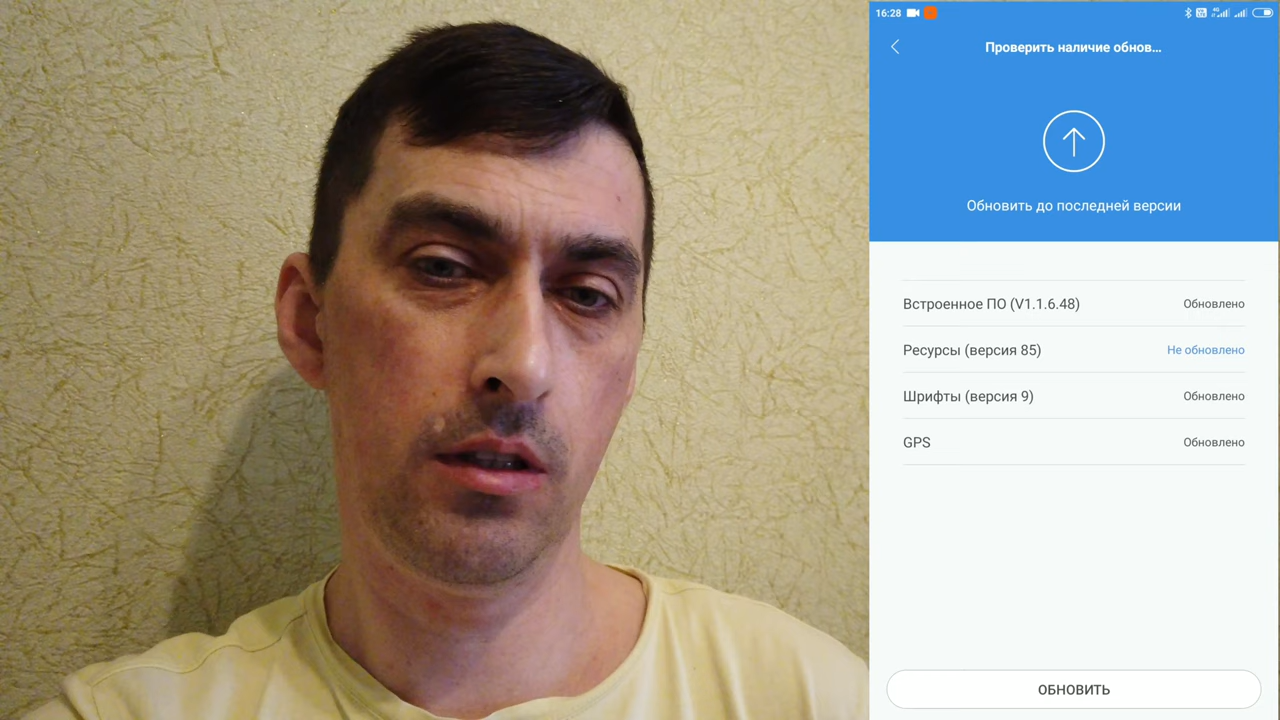 16:28
Проверить наличие обнов...
Обновить до последней версии
Встроенное ПО (V1.1.6.48) Обновлено
Ресурсы (версия 85) Не обновлено
Шрифты (версия 9) Обновлено
GPS Обновлено
ОБНОВИТЬ